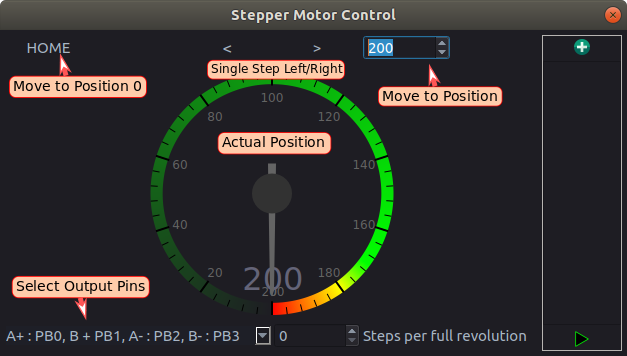 Stepper Motor Control
HOME
<
>
200
Move to Position 0
Single Step Left/Right
Move to Position
100
80
120
Actual Position
60
140
40
160
20
180
200
200
Select Output Pins
A+ : PB0, B + PB1, A- : PB2, B- : PB3
0
Steps per full revolution